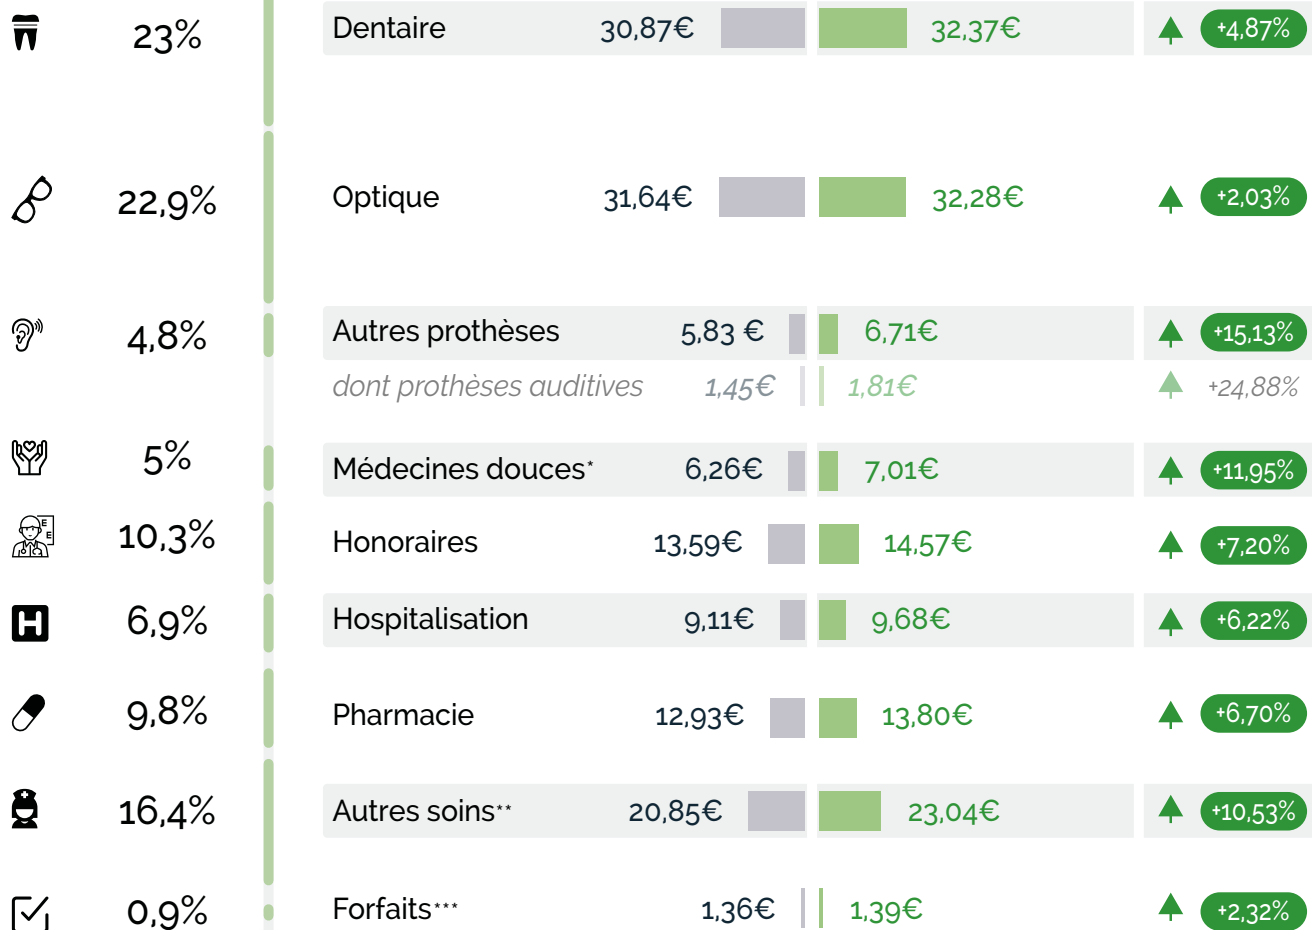 23% Dentaire 30,87€ 32,37€ +4,87%
22,9% Optique 31,64€ 32,28€ +2,03%
4,8% Autres prothèses 5,83 € 6,71€ +15,13%
dont prothèses auditives 1,45€ 1,81€ +24,88%
5% Médecines douces* 6,26€ 7,01€ +11,95%
10,3% Honoraires 13,59€ 14,57€ +7,20%
6,9% Hospitalisation 9,11€ 9,68€ +6,22%
9,8% Pharmacie 12,93€ 13,80€ +6,70%
16,4% Autres soins** 20,85€ 23,04€ +10,53%
0,9% Forfaits*** 1,36€ 1,39€ +2,32%